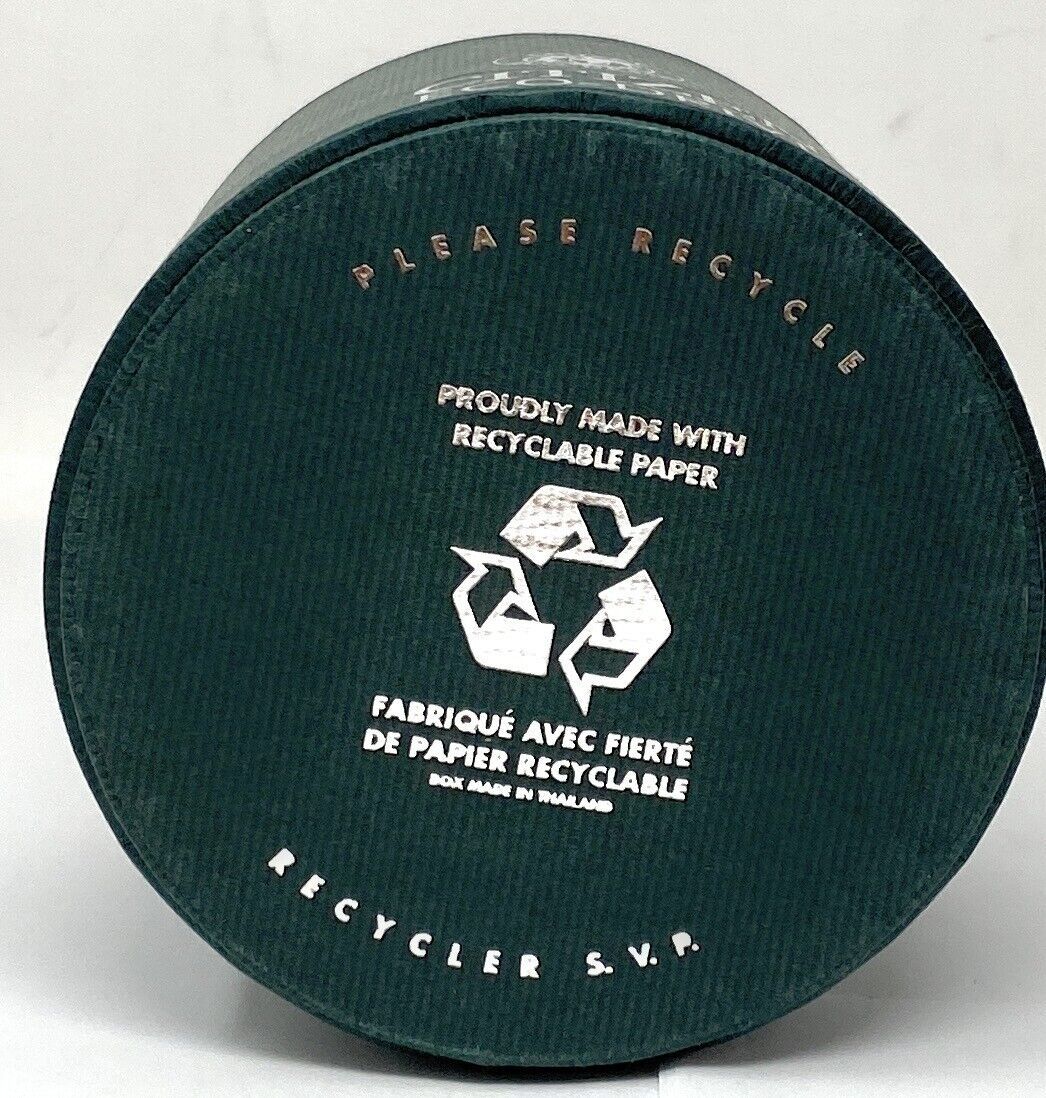 PLEASE RECYCLE
PROUDLY MADE WITH
RECYCLABLE PAPER
FABRIQUÉ AVEC FIERTÉ
DE PAPIER RECYCLABLE
BOX MADE IN THAILAND
RECYCLER S.V.P.